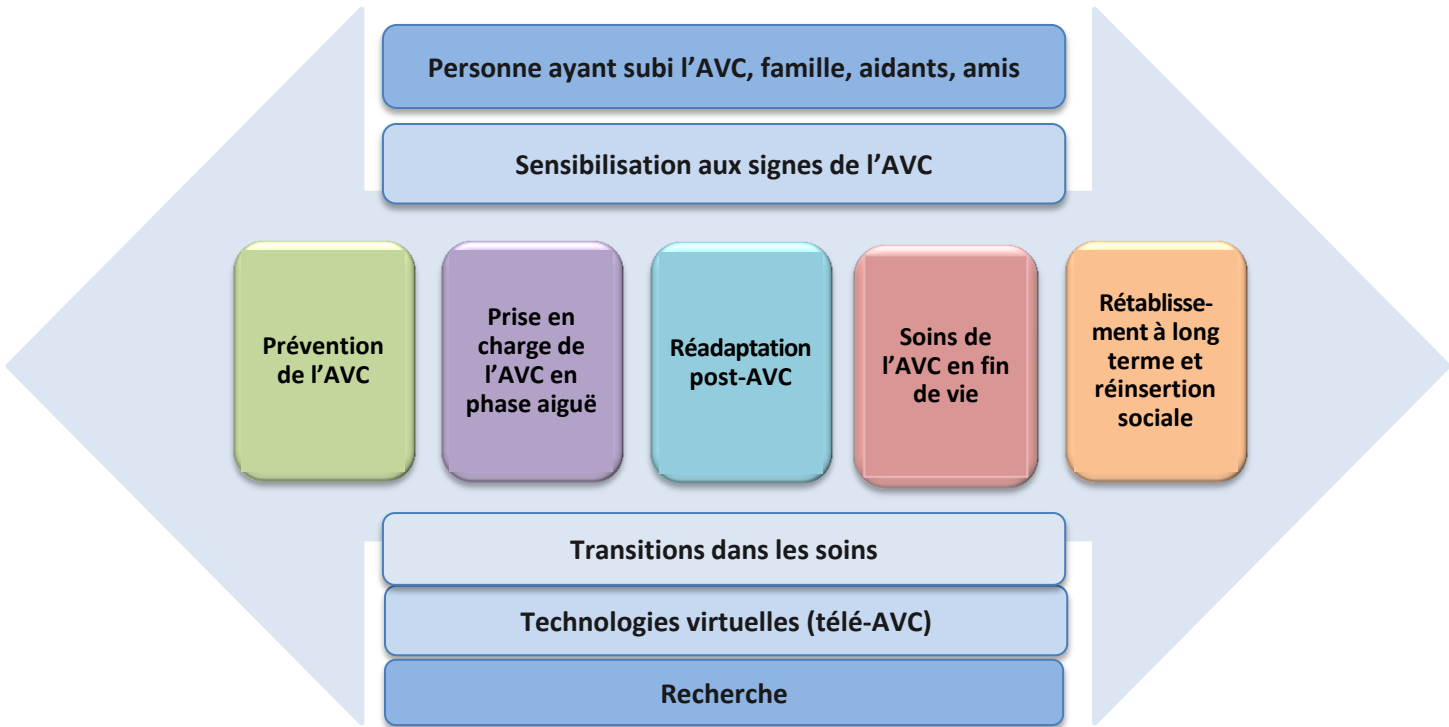 Personne ayant subi l’AVC, famille, aidants, amis
Sensibilisation aux signes de l’AVC
Prévention
de l’AVC
Prise en
charge de
l’AVC en
phase aiguë
Réadaptation
post-AVC
Soins de
l’AVC en fin
de vie
Rétablisse-
ment à long
terme et
réinsertion
sociale
Transitions dans les soins
Technologies virtuelles (télé-AVC)
Recherche